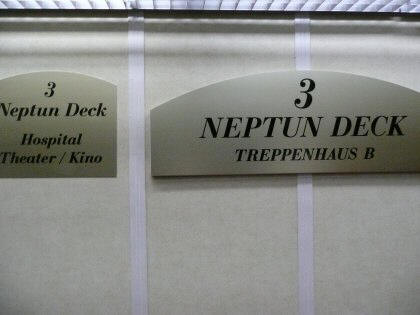 3
Neptun Deck
Hospital
Theater / Kino
3
NEPTUN DECK
TREPPENHAUS B